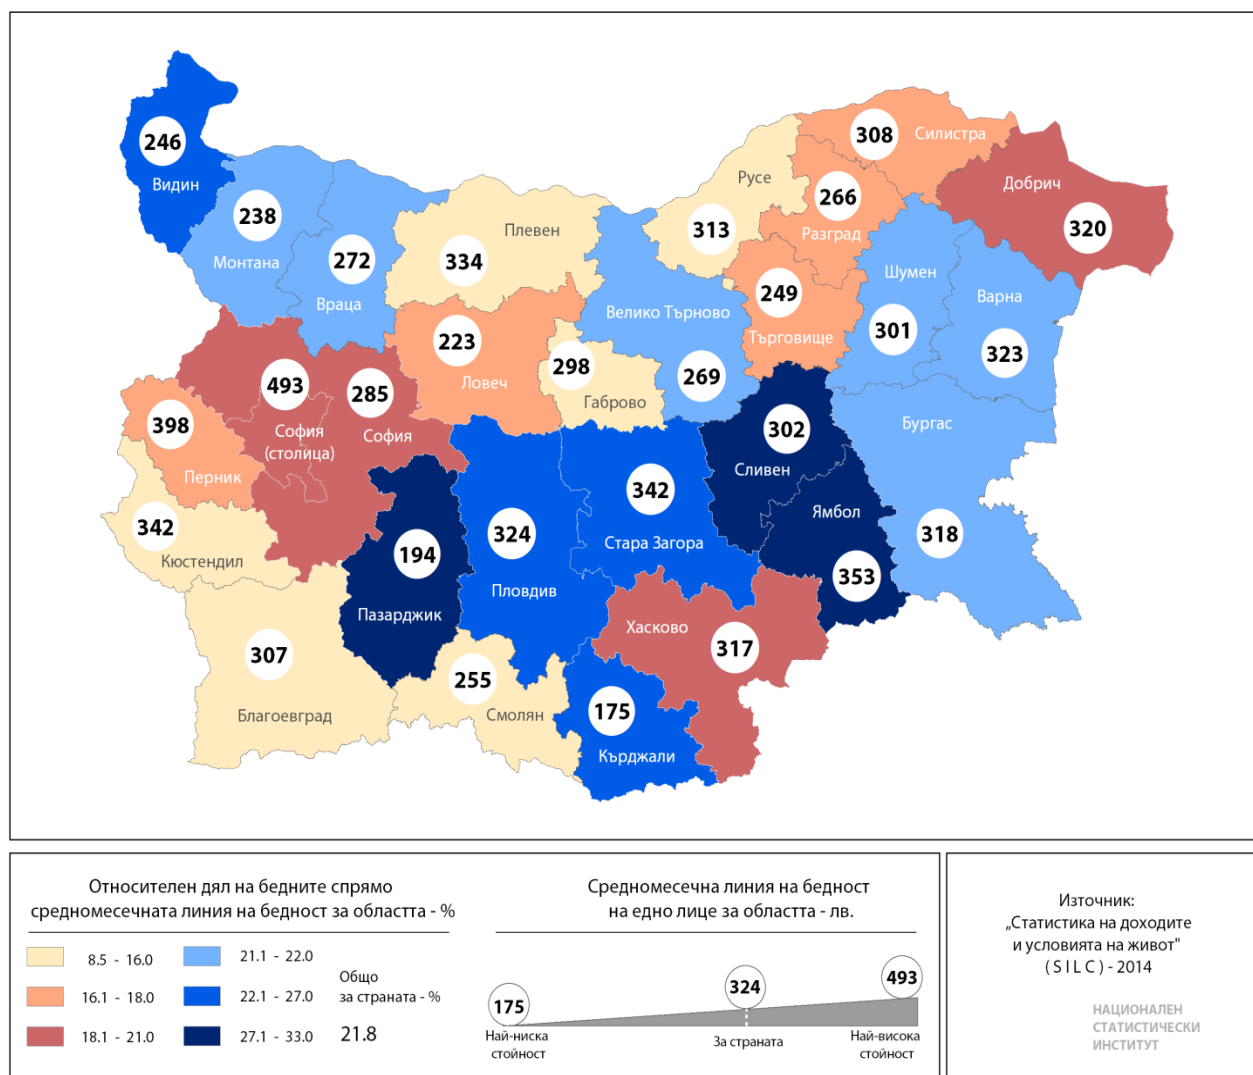 246
Видин
238
Монтана
272
Враца
334
Плевен
313
Русе
308
Силистра
266
Разград
320
Добрич
249
Търговище
Шумен
301
Варна
323
Велико Търново
269
223
Ловеч
298
Габрово
493
София
(столица)
285
София
398
Перник
342
Кюстендил
194
Пазарджик
324
Пловдив
342
Стара Загора
302
Сливен
Ямбол
353
Бургас
318
307
Благоевград
255
Смолян
Хасково
317
175
Кърджали
Относителен дял на бедните спрямо
средномесечната линия на бедност за областта - %
8.5 - 16.0
16.1 - 18.0
18.1 - 21.0
21.1 - 22.0
22.1 - 27.0
27.1 - 33.0
Общо
за страната - %
21.8
Средномесечна линия на бедност
на едно лице за областта - лв.
175
Най-ниска
стойност
324
За страната
493
Най-висока
стойност
Източник:
„Статистика на доходите
и условията на живот"
( S I L C ) - 2014
НАЦИОНАЛЕН
СТАТИСТИЧЕСКИ
ИНСТИТУТ